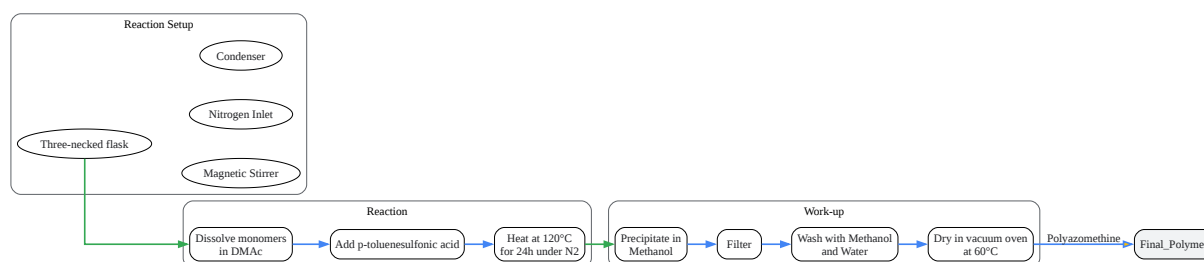 Reaction Setup
Condenser
Nitrogen Inlet
Three-necked flask
Magnetic Stirrer
Reaction
Dissolve monomers
in DMAc
Add p-toluenesulfonic acid
Heat at 120°C
for 24h under N2
Work-up
Precipitate in
Methanol
Filter
Wash with Methanol
and Water
Dry in vacuum oven
at 60°C
Polyazomethine
Final_Polyme